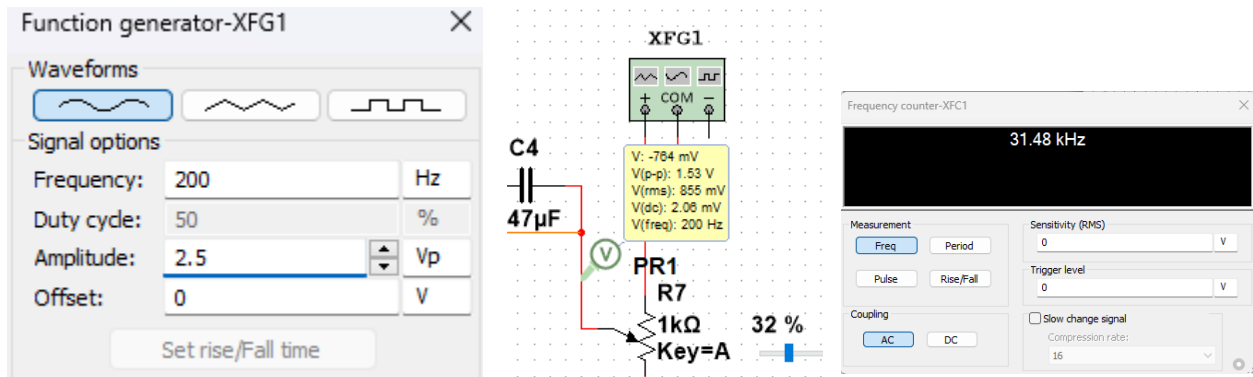 Function generator-XFG1
Waveforms
Signal options
Frequency: 200 Hz
Duty cycle: 50 %
Amplitude: 2.5 Vp
Offset: 0 V
Set rise/Fall time
XFG1
+ COM −
C4
47µF
V: -764 mV
V(p-p): 1.53 V
V(rms): 855 mV
V(dc): 2.06 mV
V(freq): 200 Hz
V
PR1
R7
1kΩ
Key=A
32 %
Frequency counter-XFC1
31.48 kHz
Measurement
Freq Period
Pulse Rise/Fall
Coupling
AC DC
Sensitivity (RMS)
0 V
Trigger level
0 V
Slow change signal
Compression rate:
16